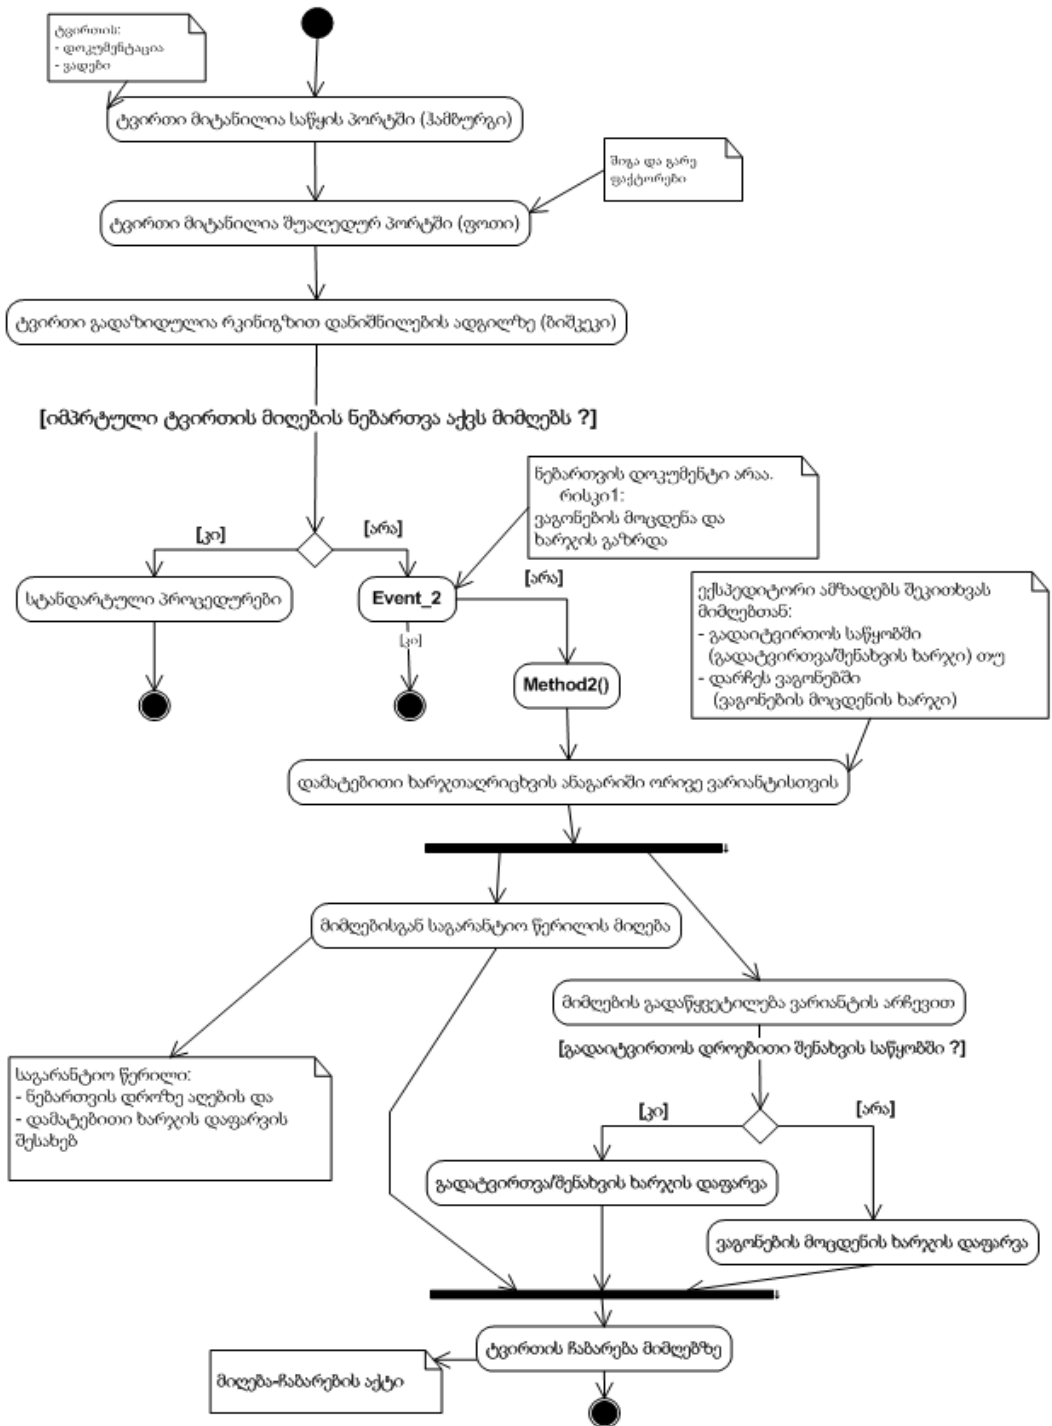 ტვირთის:
- დოკუმენტაცია
- ვადები
ტვირთი მიტანილია საწყის პორტში (ჰამბურგი)
შიგა და გარე
ფაქტორები
ტვირთი მიტანილია შუალედურ პორტში (ფოთი)
ტვირთი გადაზიდულია რკინიგზით დანიშნილების ადგილზე (ბიშკეკი)
[იმპრტული ტვირთის მიღების ნებართვა აქვს მიმღებს ?]
ნებართვის დოკუმენტი არაა.
რისკი1:
ვაგონების მოცდენა და
ხარჯის გაზრდა
[კი]
[არა]
[არა]
სტანდარტული პროცედურები
Event_2
[კი]
ექსპედიტორი ამზადებს შეკითხვას
მიმღებთან:
- გადაიტვირთოს საწყობში
(გადატვირთვა/შენახვის ხარჯი) თუ
- დარჩეს ვაგონებში
(ვაგონების მოცდენის ხარჯი)
Method2()
დამატებითი ხარჯთაღრიცხვის ანაგარიში ორივე ვარიანტისთვის
მიმღებისგან საგარანტიო წერილის მიღება
მიმღების გადაწყვეტილება ვარიანტის არჩევით
[გადაიტვირთოს დროებითი შენახვის საწყობში ?]
საგარანტიო წერილი:
- ნებართვის დროზე აღების და
- დამატებითი ხარჯის დაფარვის
შესახებ
[კი]
[არა]
გადატვირთვა/შენახვის ხარჯის დაფარვა
ვაგონების მოცდენის ხარჯის დაფარვა
ტვირთის ჩაბარება მიმღებზე
მიღება-ჩაბარების აქტი